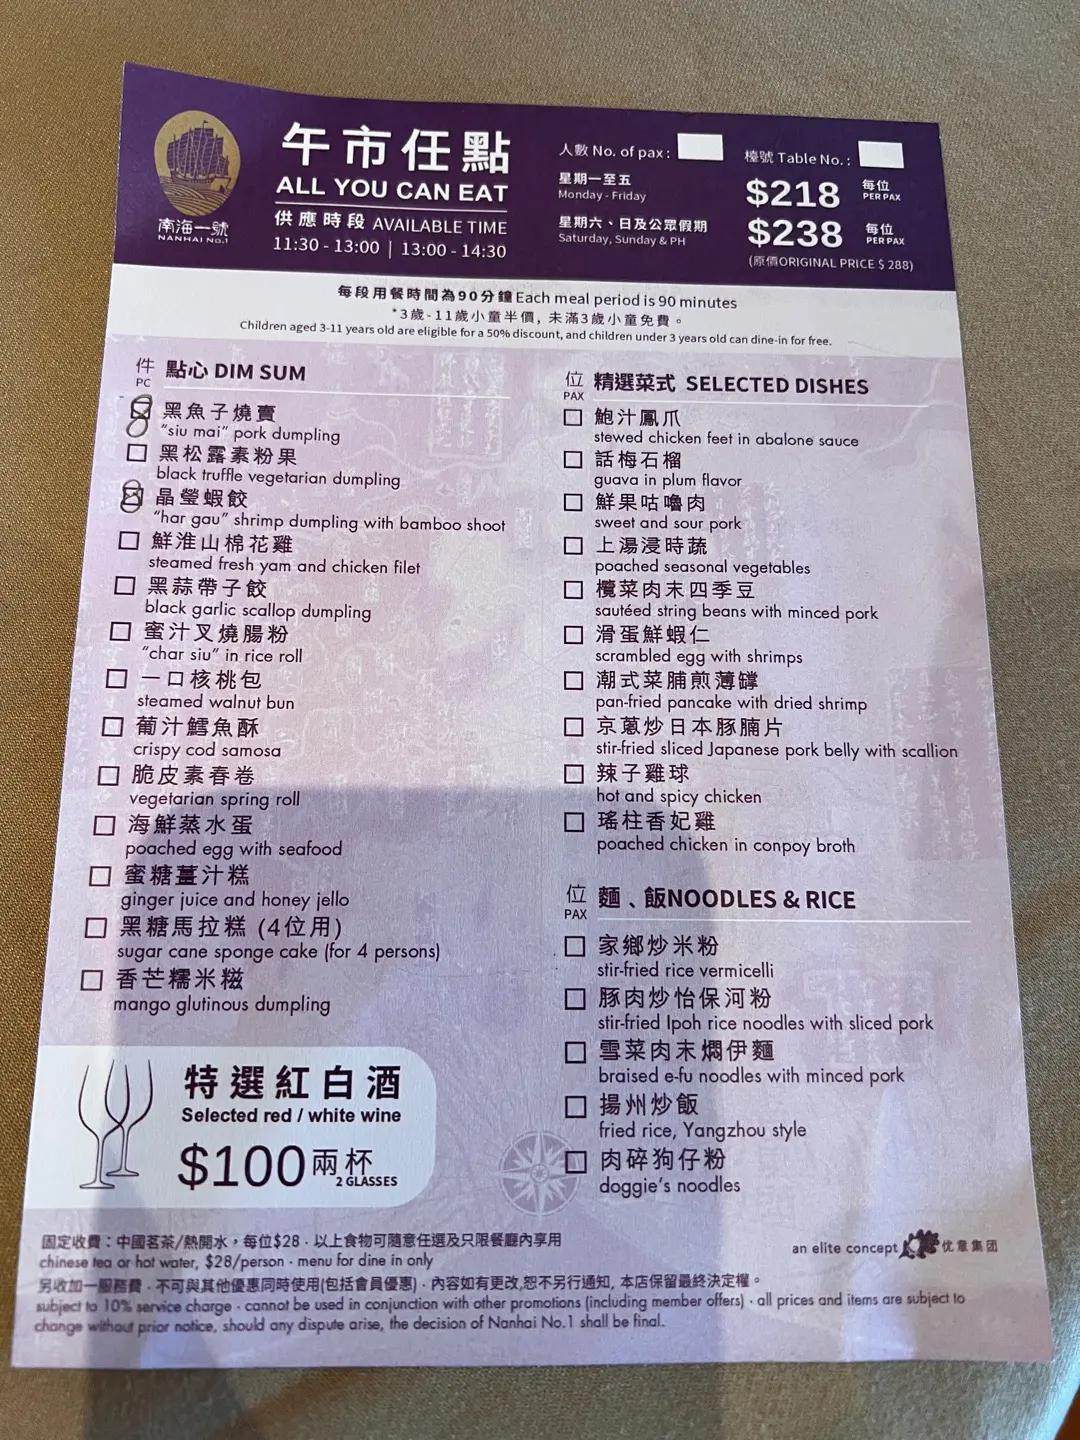 南海一號
NANHAI No.1
午市任點
ALL YOU CAN EAT
供應時段 AVAILABLE TIME
11:30 - 13:00 | 13:00 - 14:30
人數 No. of pax :
檯號 Table No. :
星期一至五
Monday - Friday
$218 每位
PER PAX
星期六、日及公眾假期
Saturday, Sunday & PH
$238 每位
PER PAX
(原價ORIGINAL PRICE $ 288)
每段用餐時間為90分鐘 Each meal period is 90 minutes
*3歲-11歲小童半價, 未滿3歲小童免費。
Children aged 3-11 years old are eligible for a 50% discount, and children under 3 years old can dine-in for free.
件
PC
點心 DIM SUM
8
黑魚子燒賣
"siu mai" pork dumpling
黑松露素粉果
black truffle vegetarian dumpling
8
晶瑩蝦餃
"har gau" shrimp dumpling with bamboo shoot
鮮淮山棉花雞
steamed fresh yam and chicken filet
黑蒜帶子餃
black garlic scallop dumpling
蜜汁叉燒腸粉
"char siu" in rice roll
一口核桃包
steamed walnut bun
葡汁鱈魚酥
crispy cod samosa
脆皮素春卷
vegetarian spring roll
海鮮蒸水蛋
poached egg with seafood
蜜糖薑汁糕
ginger juice and honey jello
黑糖馬拉糕 (4位用)
sugar cane sponge cake (for 4 persons)
香芒糯米糍
mango glutinous dumpling
位
PAX
精選菜式 SELECTED DISHES
鮑汁鳳爪
stewed chicken feet in abalone sauce
話梅石榴
guava in plum flavor
鮮果咕嚕肉
sweet and sour pork
上湯浸時蔬
poached seasonal vegetables
欖菜肉末四季豆
sautéed string beans with minced pork
滑蛋鮮蝦仁
scrambled egg with shrimps
潮式菜脯煎薄罉
pan-fried pancake with dried shrimp
京蔥炒日本豚腩片
stir-fried sliced Japanese pork belly with scallion
辣子雞球
hot and spicy chicken
瑤柱香妃雞
poached chicken in conpoy broth
位
PAX
麵、飯NOODLES & RICE
家鄉炒米粉
stir-fried rice vermicelli
豚肉炒怡保河粉
stir-fried Ipoh rice noodles with sliced pork
雪菜肉末燜伊麵
braised e-fu noodles with minced pork
揚州炒飯
fried rice, Yangzhou style
肉碎狗仔粉
doggie's noodles
特選紅白酒
Selected red / white wine
$100 兩杯
2 GLASSES
固定收費：中國茗茶/熱開水，每位$28 · 以上食物可隨意任選及只限餐廳內享用
chinese tea or hot water, $28/person · menu for dine in only
an elite concept 优意集团
另收加一服務費 · 不可與其他優惠同時使用(包括會員優惠) · 內容如有更改,恕不另行通知, 本店保留最終決定權。
subject to 10% service charge · cannot be used in conjunction with other promotions (including member offers) · all prices and items are subject to
change without prior notice, should any dispute arise, the decision of Nanhai No.1 shall be final.